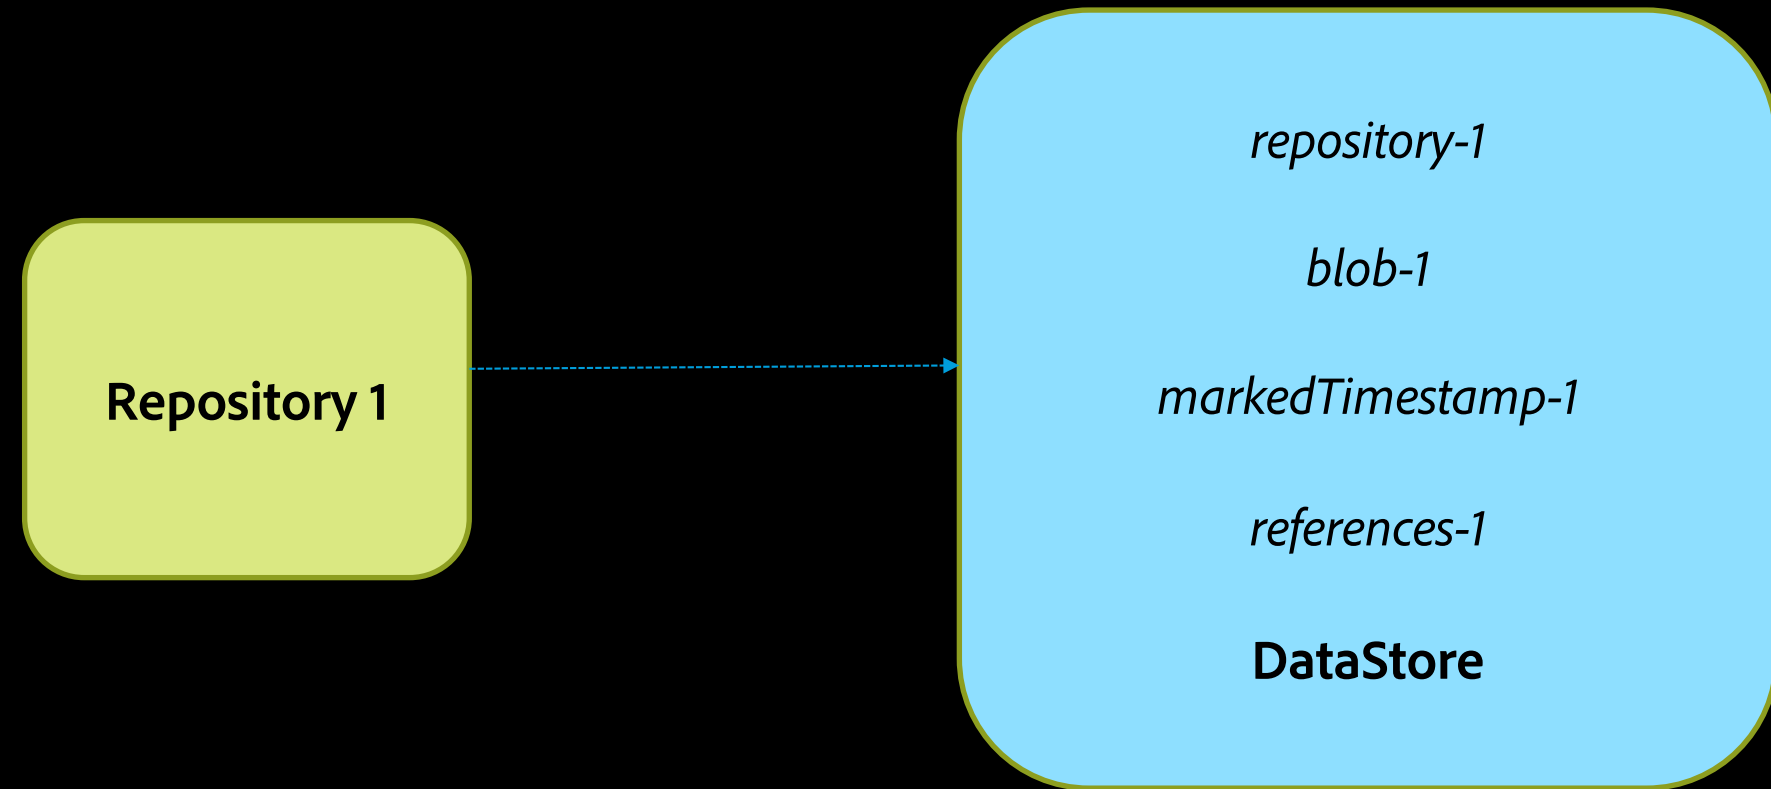 Repository 1
repository-1
blob-1
markedTimestamp-1
references-1
DataStore